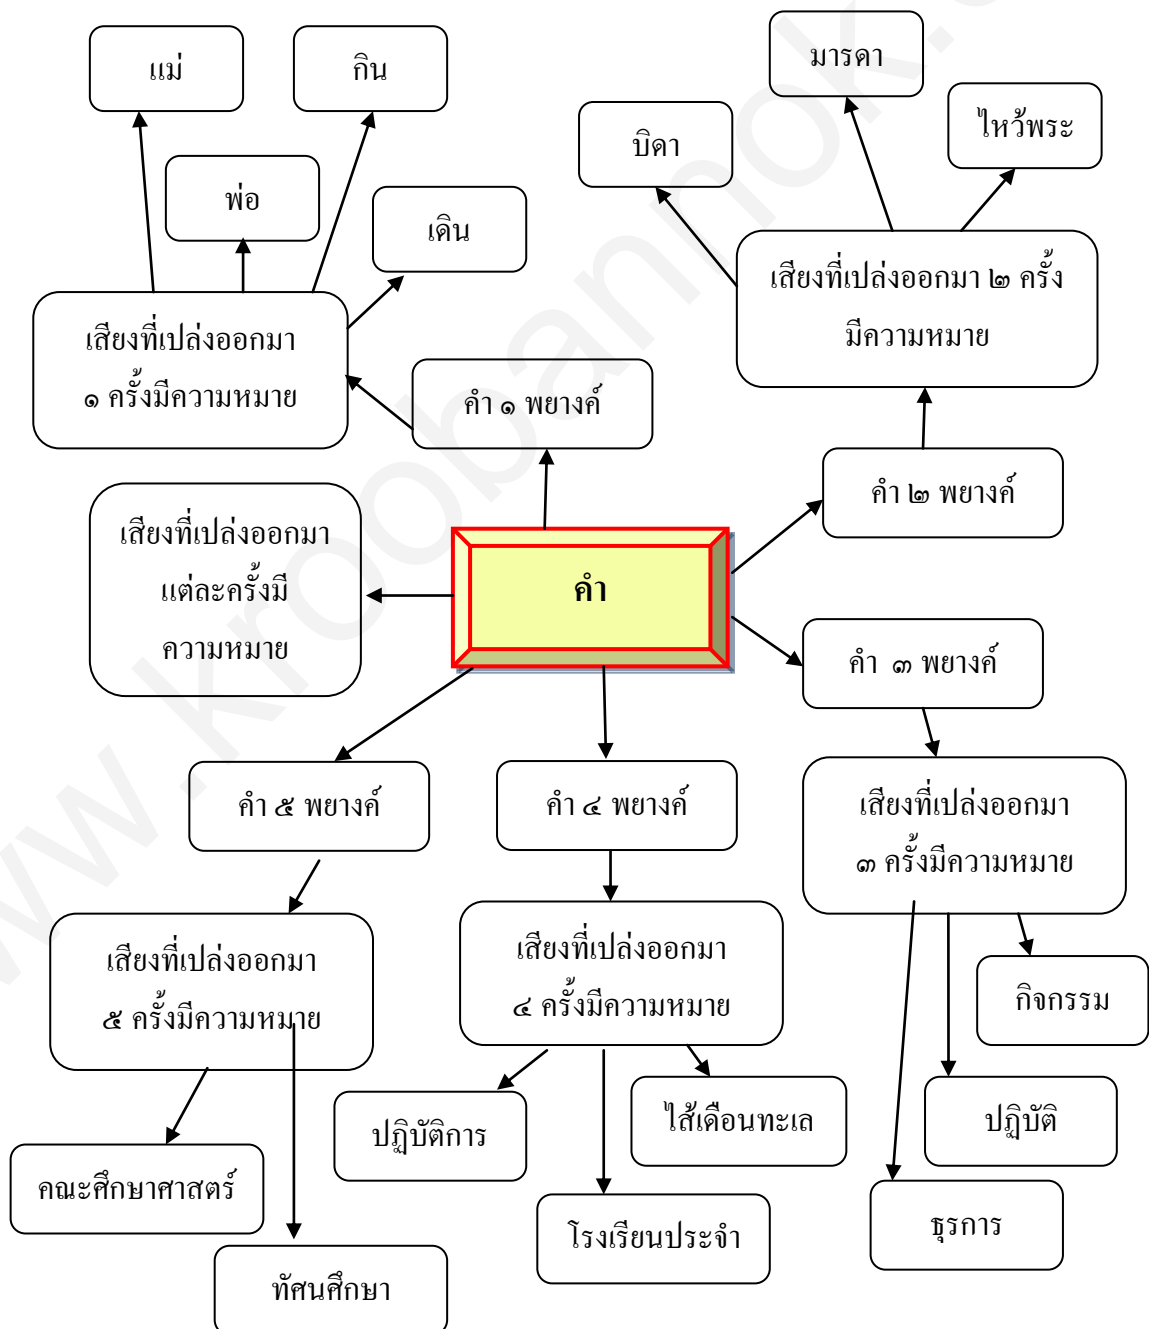 แม่
กิน
มารดา
ไหว้พระ
บิดา
พ่อ
เดิน
เสียงที่เปล่งออกมา ๒ ครั้ง
มีความหมาย
เสียงที่เปล่งออกมา
๑ ครั้งมีความหมาย
คำ ๑ พยางค์
คำ ๒ พยางค์
เสียงที่เปล่งออกมา
แต่ละครั้งมี
ความหมาย
คำ
คำ ๓ พยางค์
คำ ๕ พยางค์
คำ ๔ พยางค์
เสียงที่เปล่งออกมา
๓ ครั้งมีความหมาย
เสียงที่เปล่งออกมา
๕ ครั้งมีความหมาย
เสียงที่เปล่งออกมา
๔ ครั้งมีความหมาย
กิจกรรม
ปฏิบัติการ
ไส้เดือนทะเล
ปฏิบัติ
คณะศึกษาศาสตร์
โรงเรียนประจำ
ธุรการ
ทัศนศึกษา
www.kroobannok.c